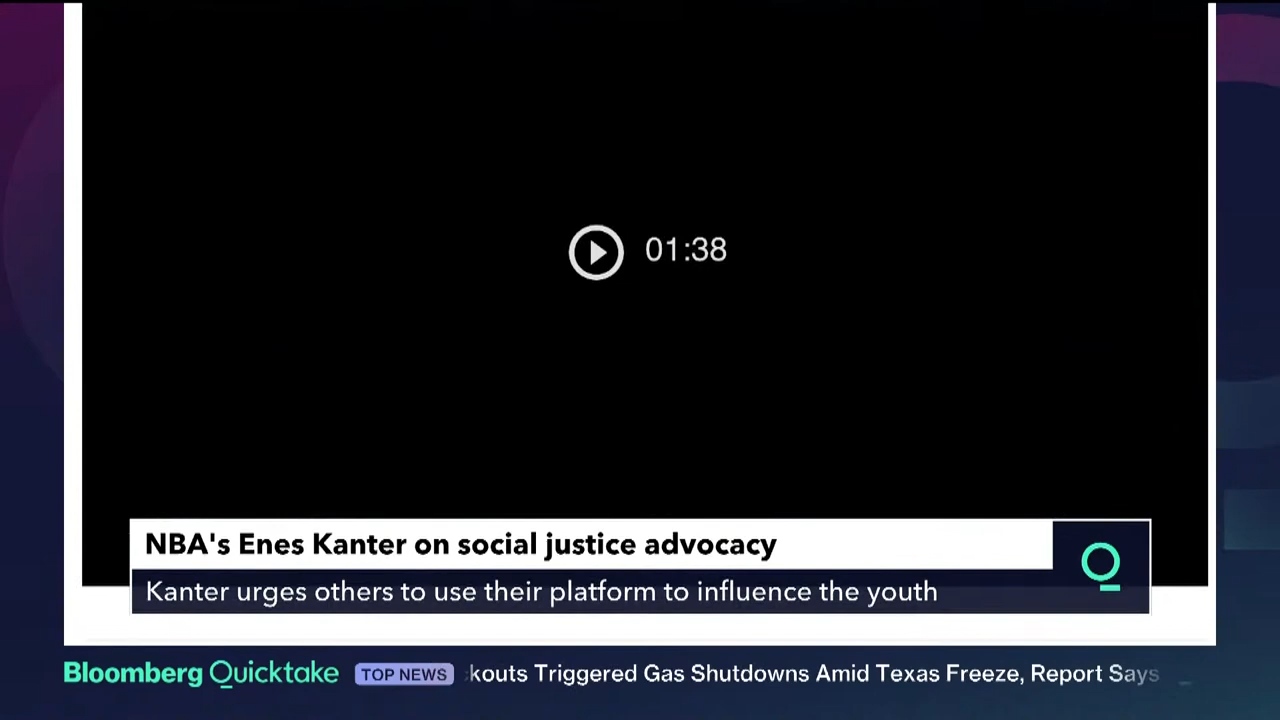 01:38
NBA's Enes Kanter on social justice advocacy
Kanter urges others to use their platform to influence the youth
Bloomberg Quicktake TOP NEWS kouts Triggered Gas Shutdowns Amid Texas Freeze, Report Says